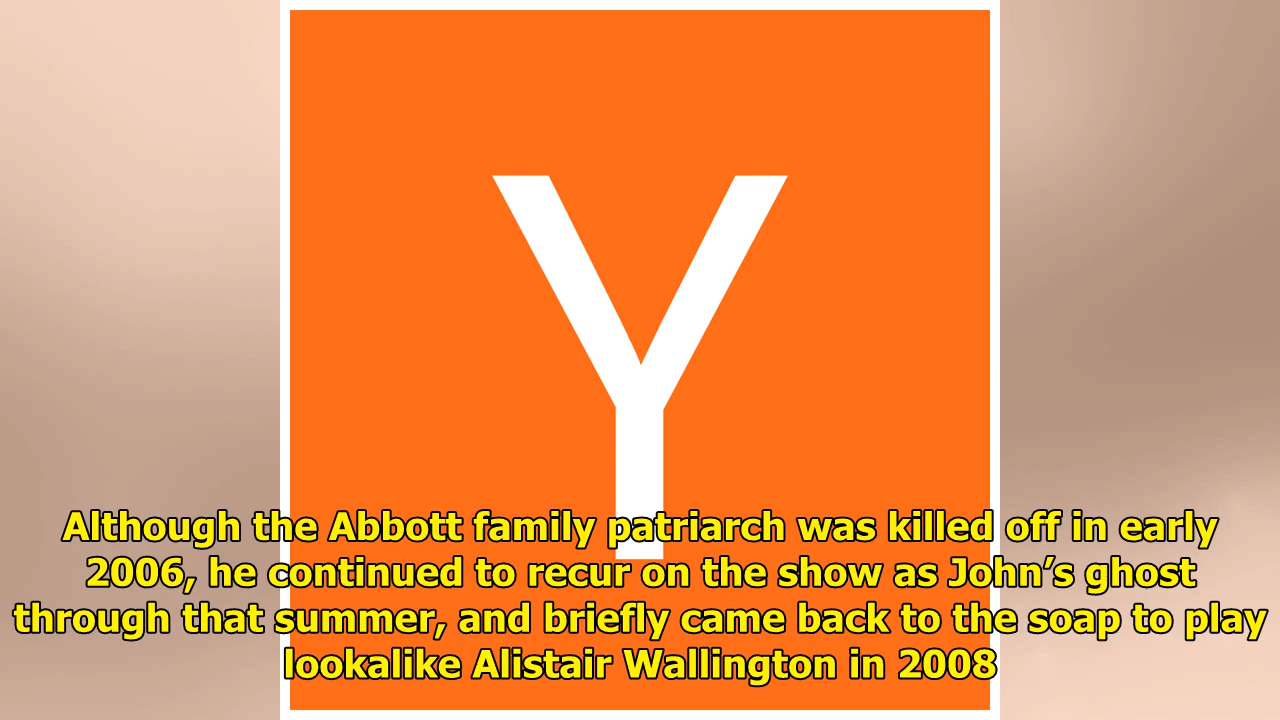 Y
Although the Abbott family patriarch was killed off in early
2006, he continued to recur on the show as John’s ghost
through that summer, and briefly came back to the soap to play
lookalike Alistair Wallington in 2008